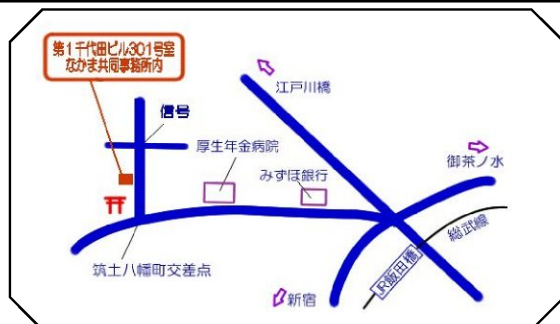 第1千代田ビル301号室
なかま共同事務所内
江戸川橋
信号
厚生年金病院
御茶ノ水
みずほ銀行
総武線
JR飯田橋
筑土八幡町交差点
新宿